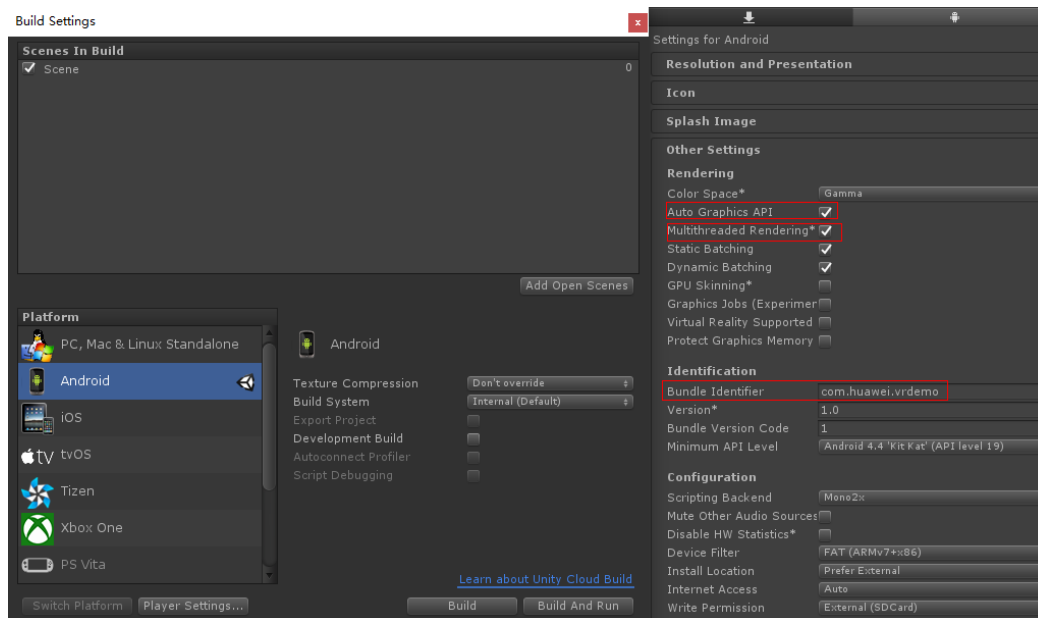 Build Settings
x
Scenes In Build
Scene 0
Add Open Scenes
Platform
PC, Mac & Linux Standalone
Android
iOS
tv tvOS
Tizen
Xbox One
PS Vita
Android
Texture Compression Don't override
Build System Internal (Default)
Export Project
Development Build
Autoconnect Profiler
Script Debugging
Learn about Unity Cloud Build
Switch Platform Player Settings... Build Build And Run
Settings for Android
Resolution and Presentation
Icon
Splash Image
Other Settings
Rendering
Color Space* Gamma
Auto Graphics API
Multithreaded Rendering*
Static Batching
Dynamic Batching
GPU Skinning*
Graphics Jobs (Experimer
Virtual Reality Supported
Protect Graphics Memory
Identification
Bundle Identifier com.huawei.vrdemo
Version* 1.0
Bundle Version Code 1
Minimum API Level Android 4.4 'Kit Kat' (API level 19)
Configuration
Scripting Backend Mono2x
Mute Other Audio Sources
Disable HW Statistics*
Device Filter FAT (ARMv7+x86)
Install Location Prefer External
Internet Access Auto
Write Permission External (SDCard)